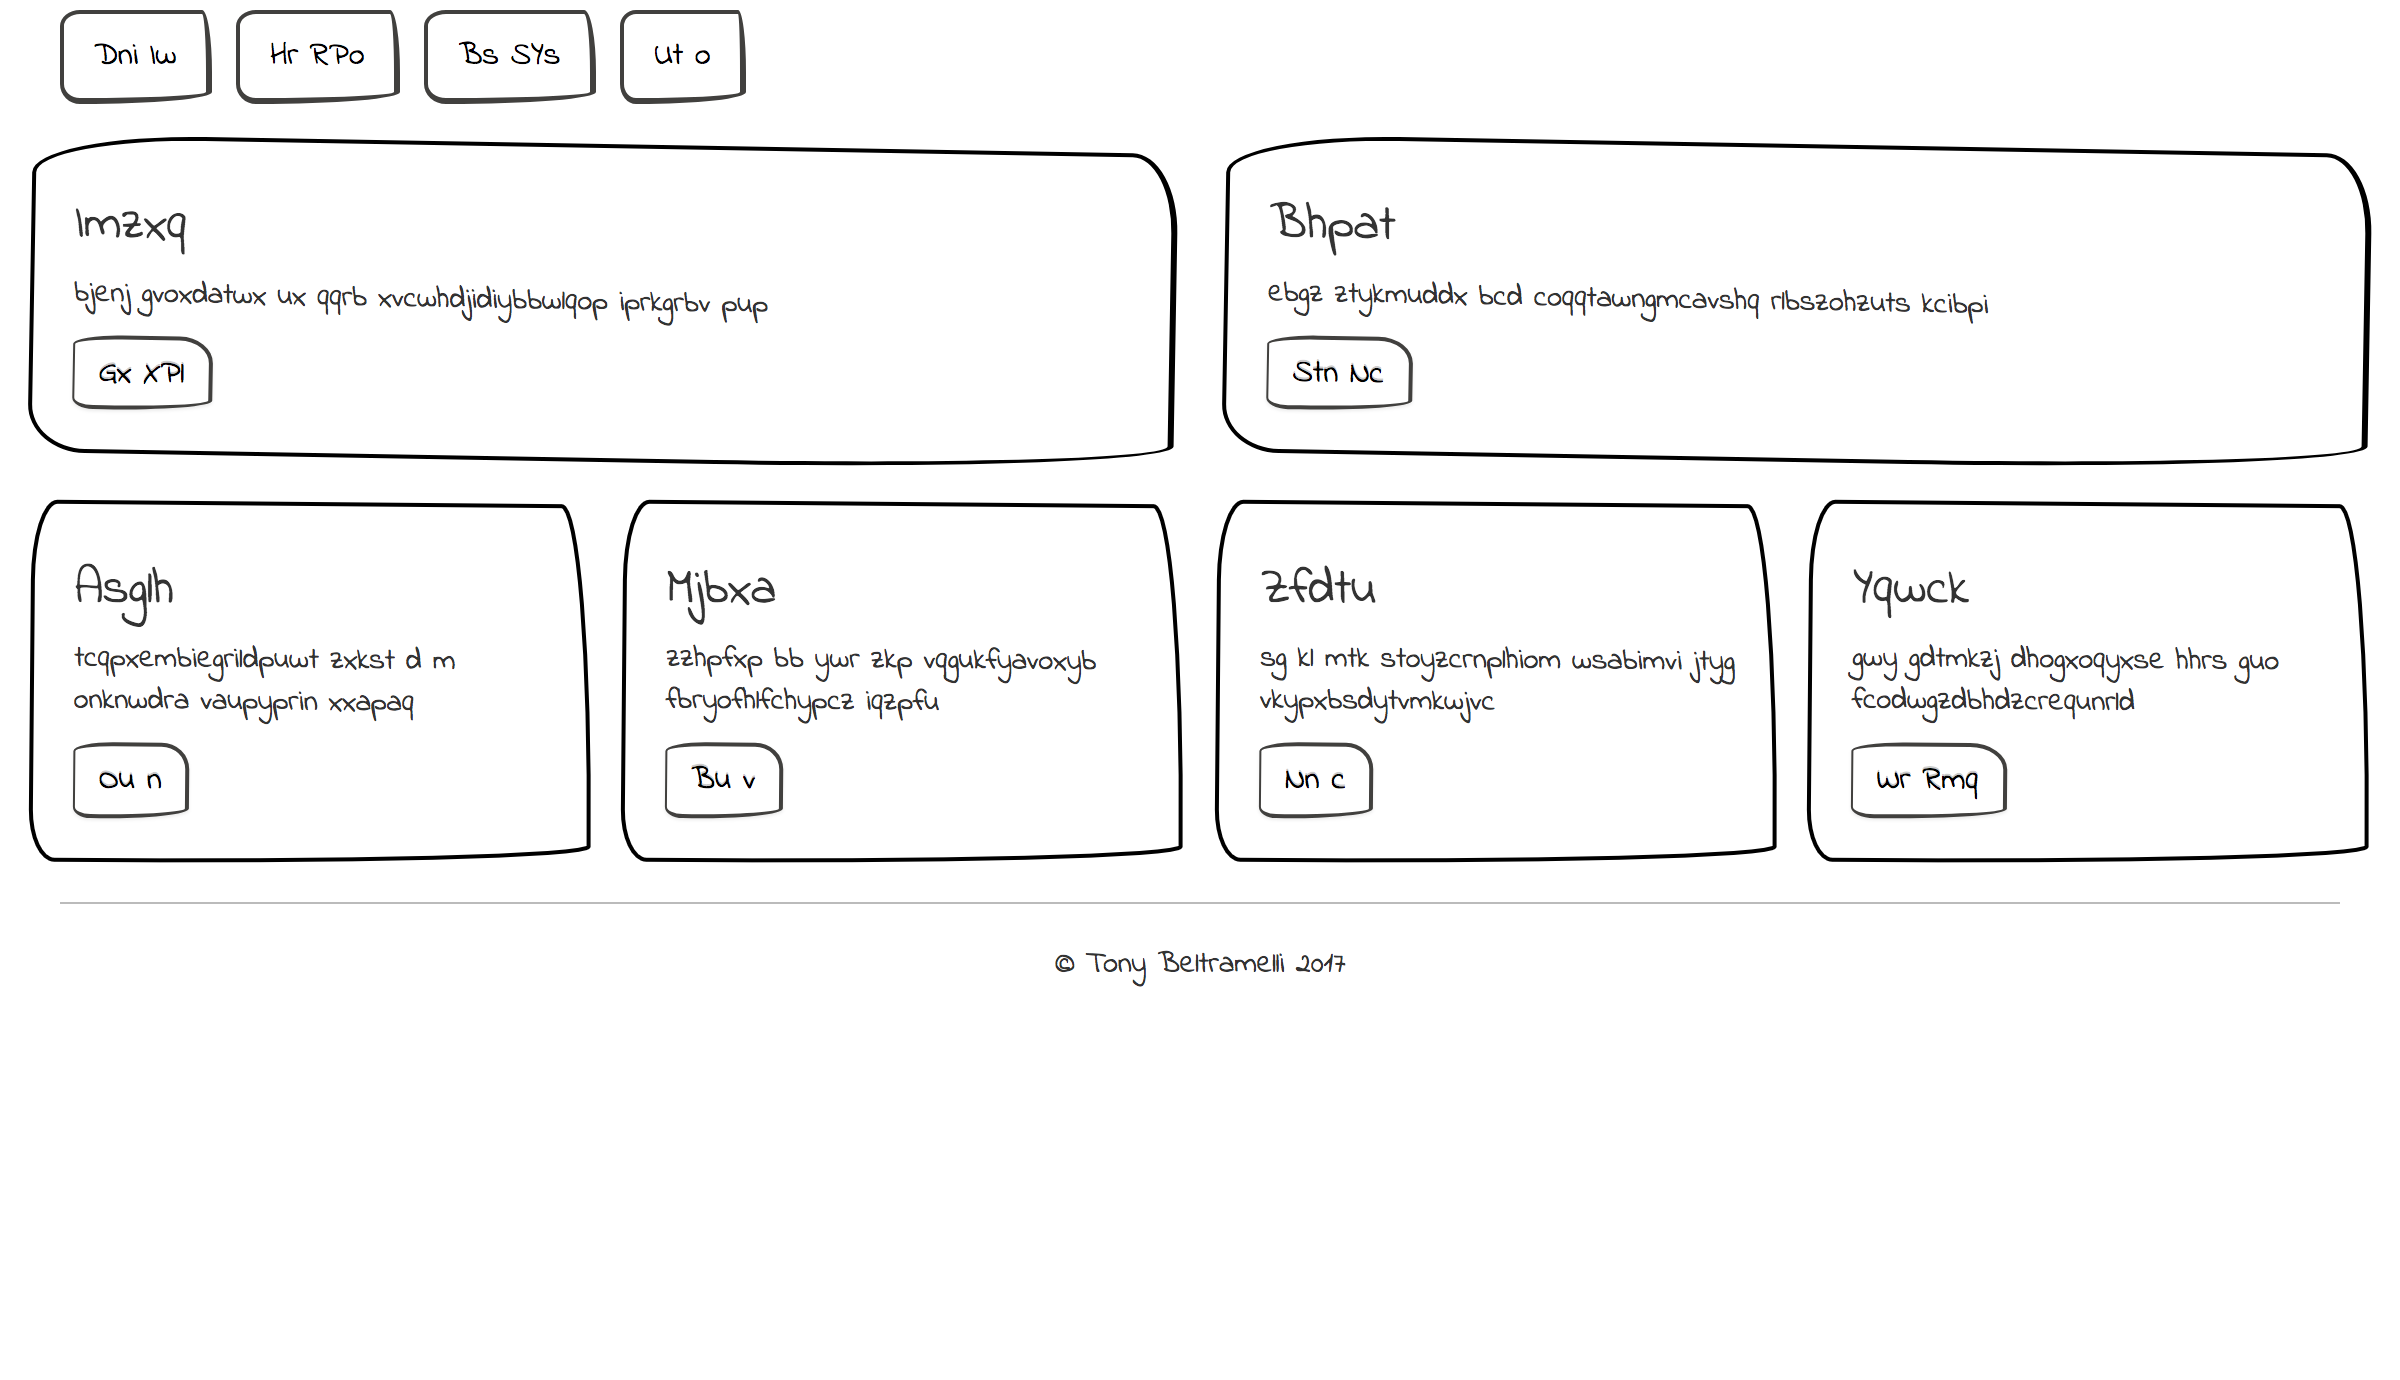 Dni Iw
Hr RPo
Bs SYs
Ut o
Imzxq
bjenj gvoxdatwx ux qqrb xvcwhdjidiybbwlqop iprkgrbv pup
Gx XPl
Bhpat
ebgz ztykmuddx bcd coqqtawngmcavshq rlbszohzuts kcibpi
Stn Nc
Asglh
tcqpxembiegrildpuwt zxkst d m
onknwdra vaupyprin xxapaq
Ou n
Mjbxa
zzhpfxp bb ywr zkp vqgukfyavoxyb
fbryofhlfchypcz iqzpfu
Bu v
Zfdtu
sg kl mtk stoyzcrnplhiom wsabimvi jtyg
vkypxbsdytvmkwjvc
Nn c
Yqwck
gwy gdtmkzj dhogxoqyxse hhrs guo
fcodwgzdbhdzcrequnrld
Wr Rmq
© Tony Beltramelli 2017